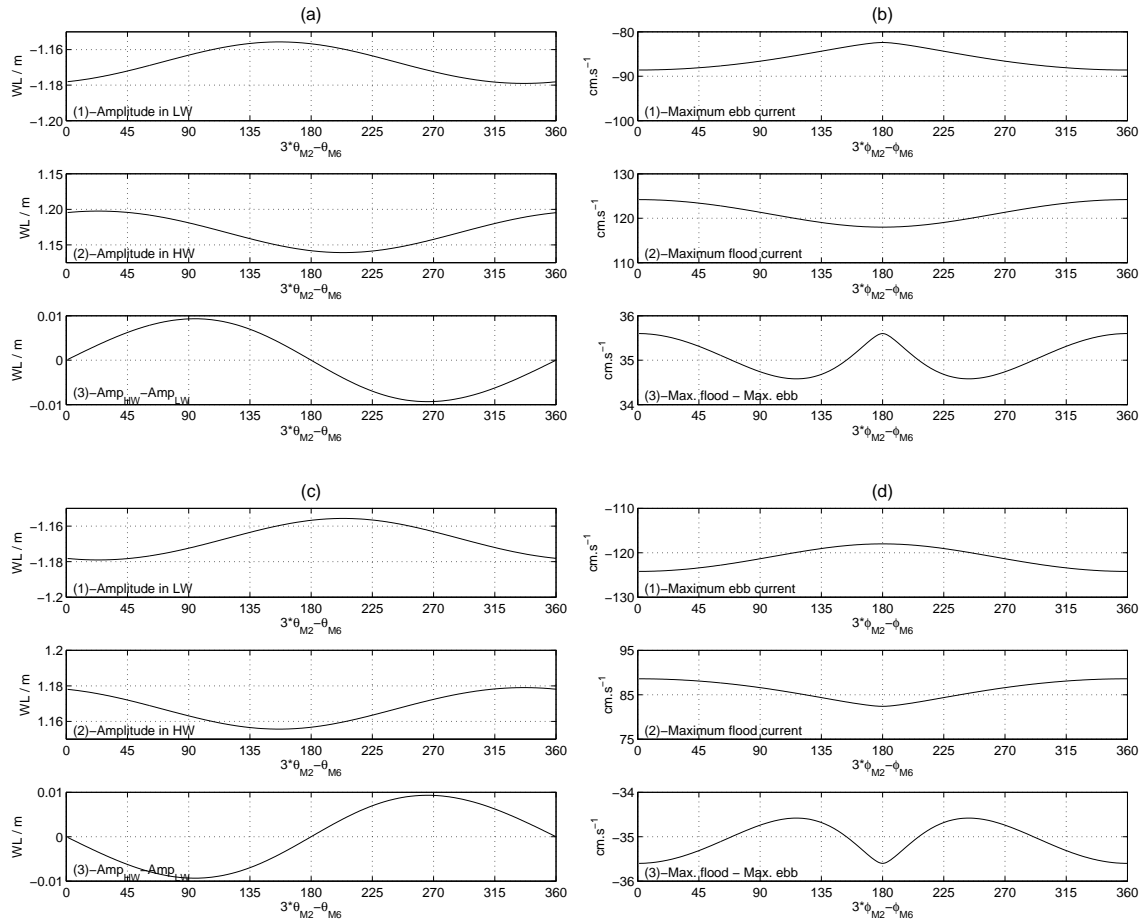 (a)
WL / m
−1.16
−1.18
−1.20
(1)−Amplitude in LW
0 45 90 135 180 225 270 315 360
3*θM2−θM6
WL / m
1.15
1.20
1.15
(2)−Amplitude in HW
0 45 90 135 180 225 270 315 360
3*θM2−θM6
WL / m
0.01
0
−0.01
(3)−AmpHW−AmpLW
0 45 90 135 180 225 270 315 360
3*θM2−θM6
(b)
cm.s−1
−80
−90
−100
(1)−Maximum ebb current
0 45 90 135 180 225 270 315 360
3*φM2−φM6
cm.s−1
130
120
110
(2)−Maximum flood current
0 45 90 135 180 225 270 315 360
3*φM2−φM6
cm.s−1
36
35
34
(3)−Max. flood − Max. ebb
0 45 90 135 180 225 270 315 360
3*φM2−φM6
(c)
WL / m
−1.16
−1.18
−1.2
(1)−Amplitude in LW
0 45 90 135 180 225 270 315 360
3*θM2−θM6
WL / m
1.2
1.18
1.16
(2)−Amplitude in HW
0 45 90 135 180 225 270 315 360
3*θM2−θM6
WL / m
0.01
0
−0.01
(3)−AmpHW−AmpLW
0 45 90 135 180 225 270 315 360
3*θM2−θM6
(d)
cm.s−1
−110
−120
−130
(1)−Maximum ebb current
0 45 90 135 180 225 270 315 360
3*φM2−φM6
cm.s−1
95
85
75
(2)−Maximum flood current
0 45 90 135 180 225 270 315 360
3*φM2−φM6
cm.s−1
−34
−35
−36
(3)−Max. flood − Max. ebb
0 45 90 135 180 225 270 315 360
3*φM2−φM6